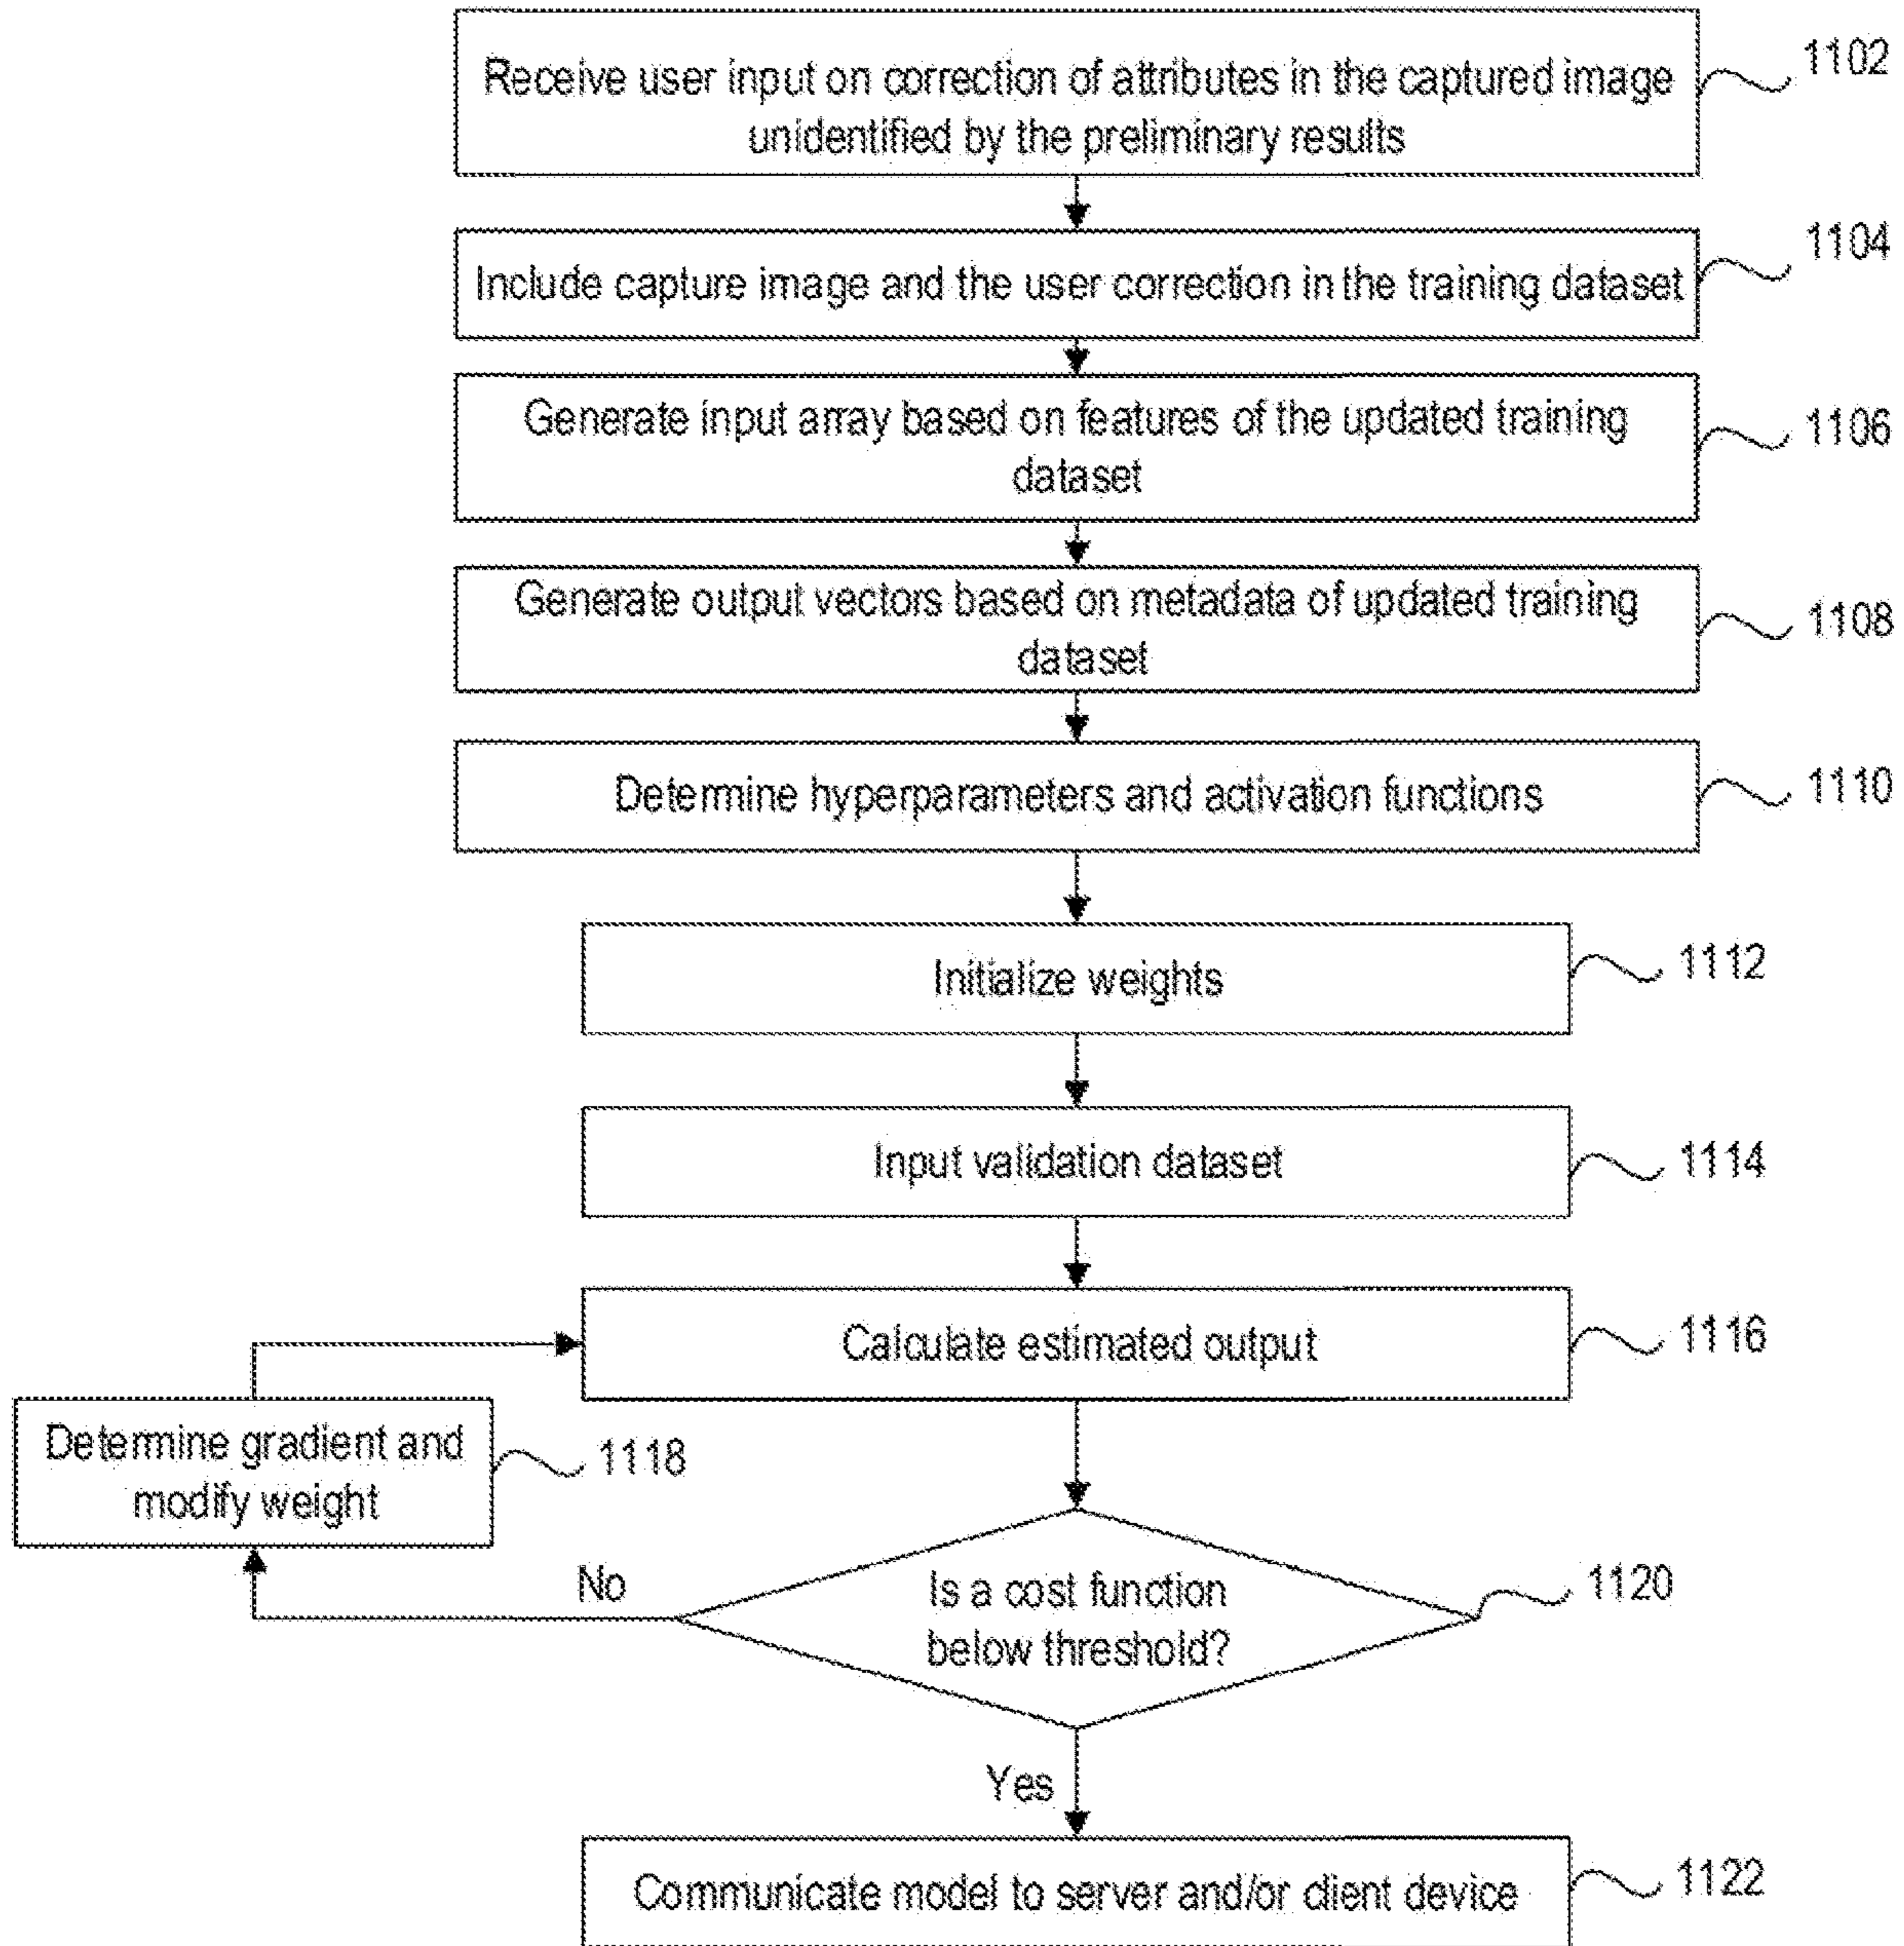 Receive user input on correction of attributes in the captured image
unidentified by the preliminary results
1102
Include capture image and the user correction in the training dataset
1104
Generate input array based on features of the updated training
dataset
1106
Generate output vectors based on metadata of updated training
dataset
1108
Determine hyperparameters and activation functions
1110
Initialize weights
1112
Input validation dataset
1114
Calculate estimated output
1116
Determine gradient and
modify weight
1118
No
Is a cost function
below threshold?
1120
Yes
Communicate model to server and/or client device
1122